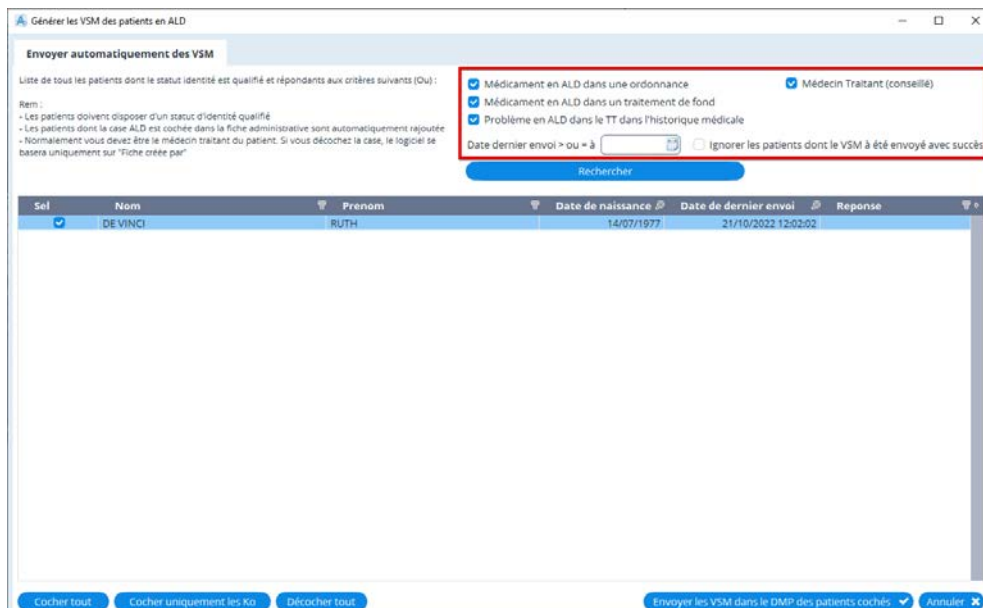 Générer les VSM des patients en ALD
Envoyer automatiquement des VSM
Liste de tous les patients dont le statut identité est qualifié et répondants aux critères suivants (Ou) :
Rem :
- Les patients doivent disposer d'un statut d'identité qualifié
- Les patients dont la case ALD est cochée dans la fiche administrative sont automatiquement rajoutée
- Normalement vous devez être le médecin traitant du patient. Si vous décochez la case, le logiciel se
basera uniquement sur "Fiche créée par"
Médicament en ALD dans une ordonnance
Médecin Traitant (conseillé)
Médicament en ALD dans un traitement de fond
Problème en ALD dans le TT dans l'historique médicale
Date dernier envoi > ou = à
Ignorer les patients dont le VSM à été envoyé avec succès
Rechercher
Sel Nom Prenom Date de naissance Date de dernier envoi Reponse
DE VINCI RUTH 14/07/1977 21/10/2022 12:02:02
Cocher tout Cocher uniquement les Ko Décocher tout Envoyer les VSM dans le DMP des patients cochés Annuler